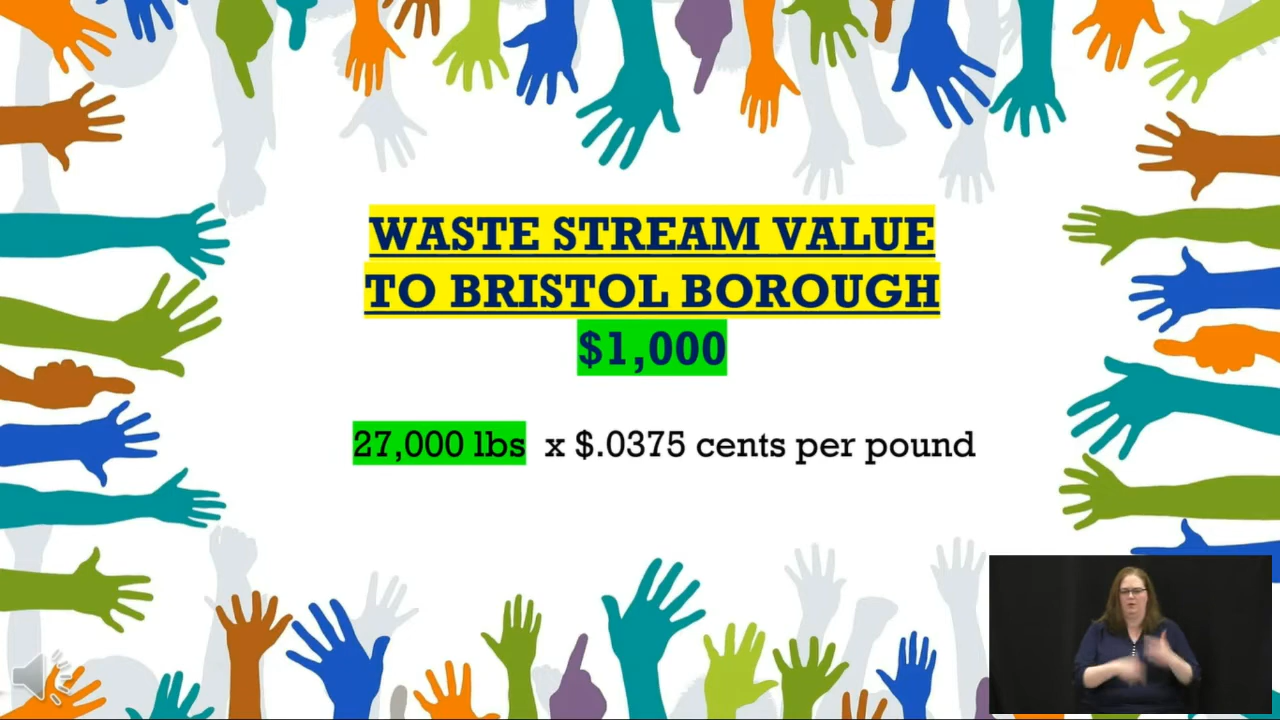 WASTE STREAM VALUE
TO BRISTOL BOROUGH
$1,000
27,000 lbs x $.0375 cents per pound